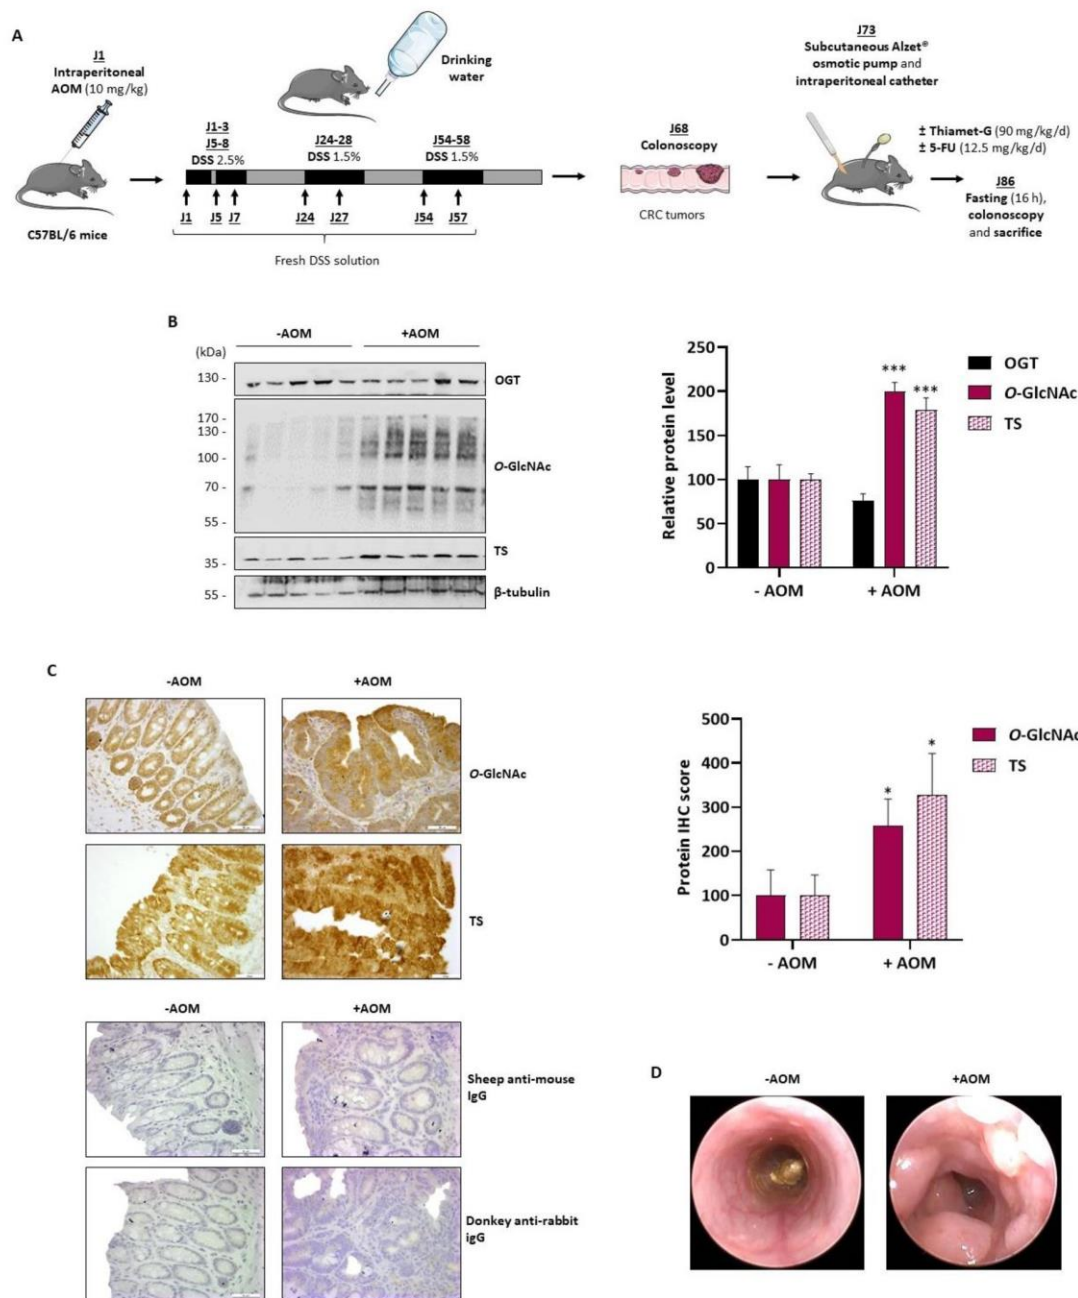 A
J1
Intraperitoneal
AOM (10 mg/kg)
C57BL/6 mice
Drinking
water
J1-3
J5-8
DSS 2.5%
J24-28
DSS 1.5%
J54-58
DSS 1.5%
J1 J5 J7 J24 J27 J54 J57
Fresh DSS solution
J68
Colonoscopy
CRC tumors
J73
Subcutaneous Alzet®
osmotic pump and
intraperitoneal catheter
± Thiamet-G (90 mg/kg/d)
± 5-FU (12.5 mg/kg/d)
J86
Fasting (16 h),
colonoscopy
and sacrifice
B
-AOM +AOM
(kDa)
130 -
OGT
170 -
130 -
100 -
70 -
55 -
O-GlcNAc
35 -
TS
55 -
β-tubulin
Relative protein level
250
200
150
100
50
0
*** ***
- AOM + AOM
OGT
O-GlcNAc
TS
C
-AOM +AOM
O-GlcNAc
TS
-AOM +AOM
Sheep anti-mouse
IgG
Donkey anti-rabbit
igG
Protein IHC score
500
400
300
200
100
0
* *
- AOM + AOM
O-GlcNAc
TS
D
-AOM +AOM